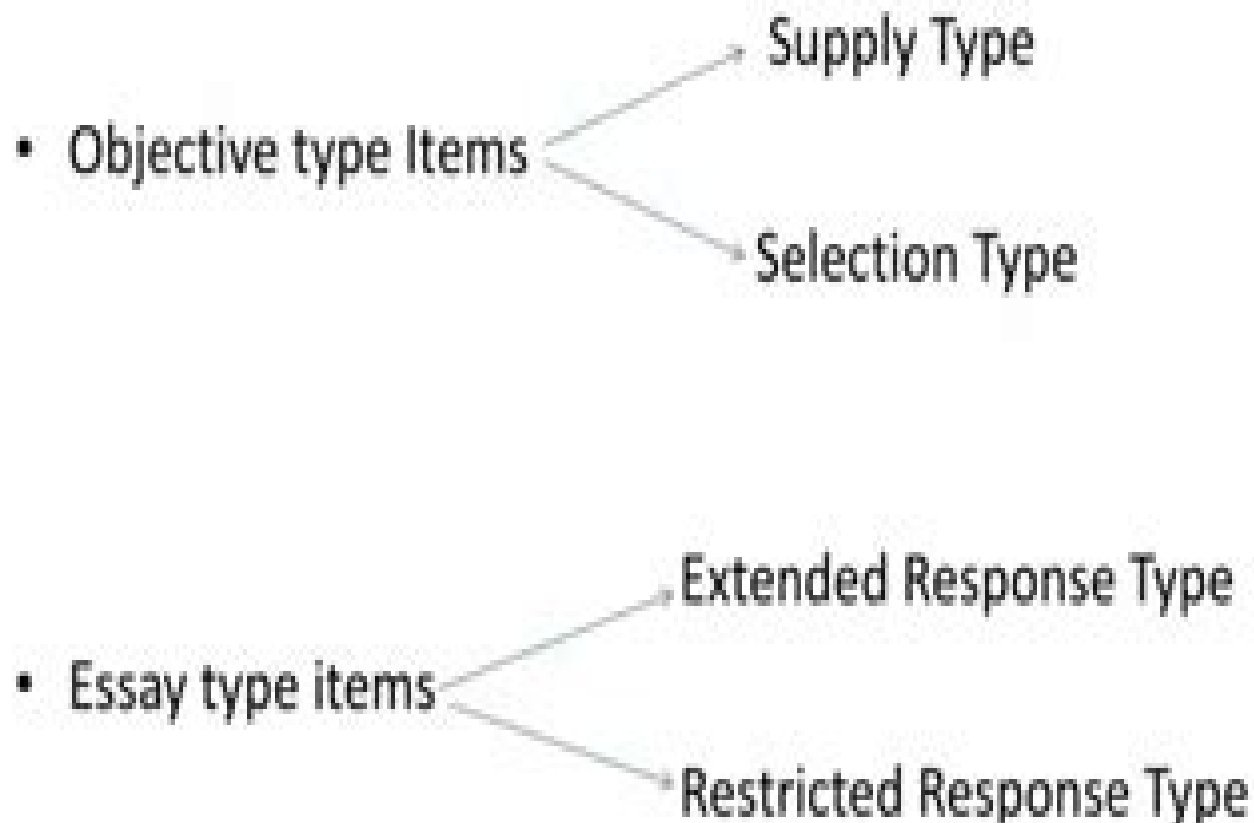 Supply Type
• Objective type Items
Selection Type
Extended Response Type
• Essay type items
Restricted Response Type